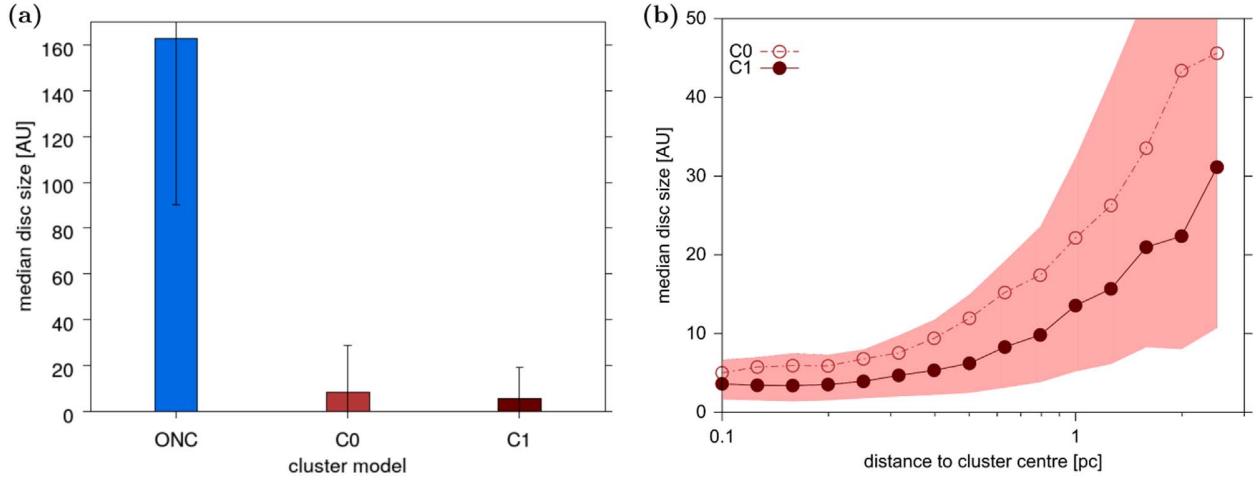 (a)
median disc size [AU]
160
140
120
100
80
60
40
20
0
ONC C0 C1
cluster model
(b)
median disc size [AU]
50
40
30
20
10
0
C0
C1
0.1 1
distance to cluster centre [pc]